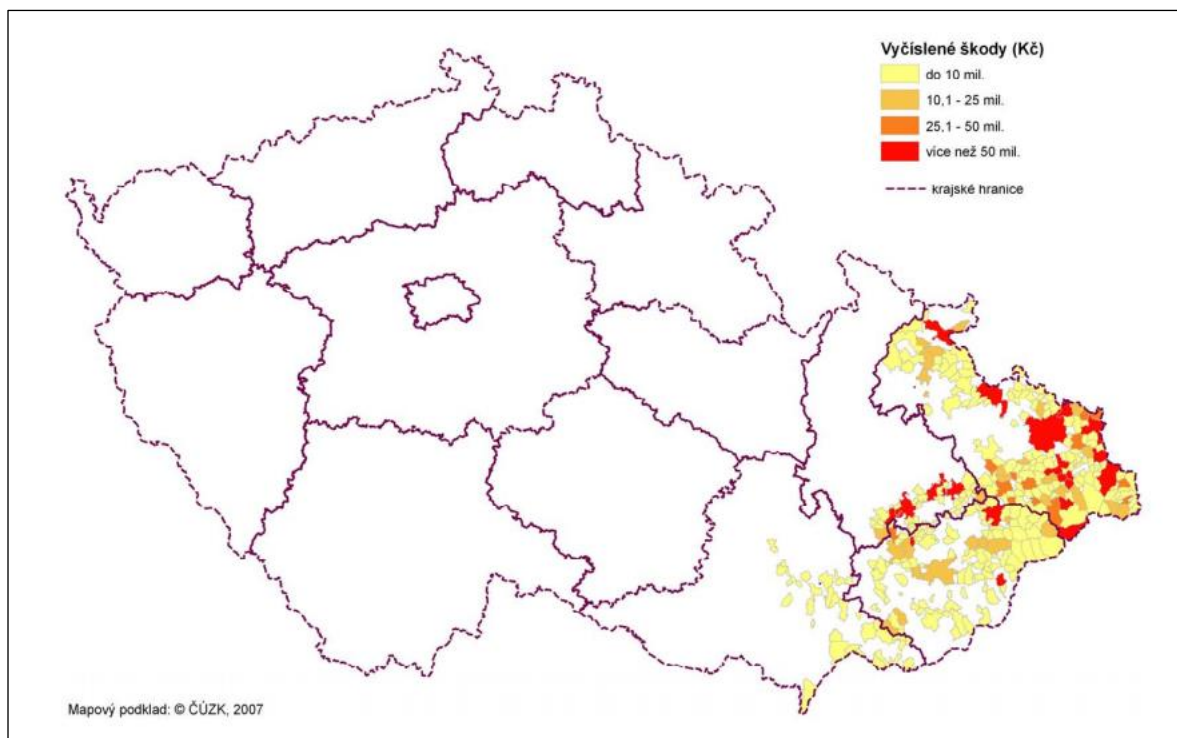 Vyčíslené škody (Kč)
do 10 mil.
10,1 - 25 mil.
25,1 - 50 mil.
více než 50 mil.
krajské hranice
Mapový podklad: © ČÚZK, 2007